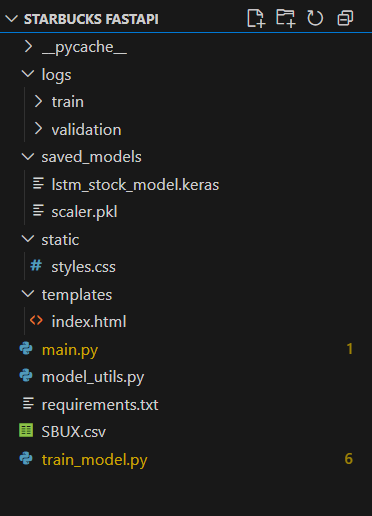 STARBUCKS FASTAPI
__pycache__
logs
train
validation
saved_models
lstm_stock_model.keras
scaler.pkl
static
# styles.css
templates
<> index.html
main.py 1
model_utils.py
requirements.txt
SBUX.csv
train_model.py 6